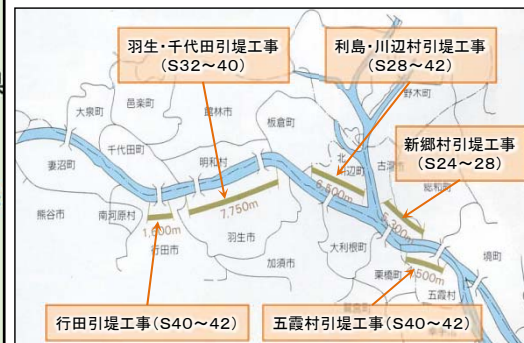 羽生・千代田引堤工事
(S32～40)
利島・川辺村引堤工事
(S28～42)
新郷村引堤工事
(S24～28)
大泉町
邑楽町
館林市
板倉町
野木町
千代田町
明和村
北
辺町
古河市
総和町
妻沼町
6,500m
5,300m
熊谷市
南河原村
1,600m
7,750m
行田市
羽生市
加須市
大利根町
栗橋町
境町
500m
五霞村
行田引堤工事(S40～42)
五霞村引堤工事(S40～42)